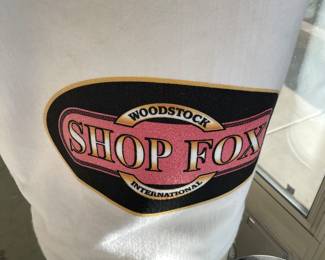 WOODSTOCK
SHOP FOX
INTERNATIONAL